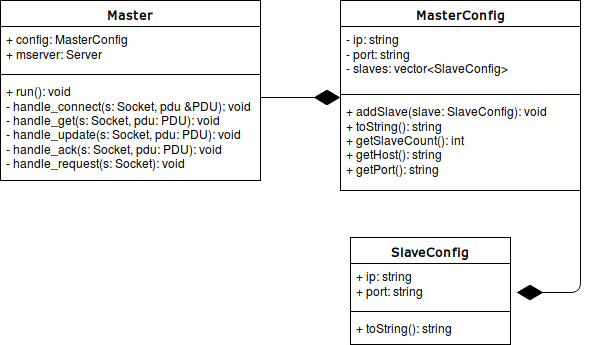 Master
+ config: MasterConfig
+ mserver: Server
+ run(): void
- handle_connect(s: Socket, pdu &PDU): void
- handle_get(s: Socket, pdu: PDU): void
- handle_update(s: Socket, pdu: PDU): void
- handle_ack(s: Socket, pdu: PDU): void
- handle_request(s: Socket): void
MasterConfig
- ip: string
- port: string
- slaves: vector<SlaveConfig>
+ addSlave(slave: SlaveConfig): void
+ toString(): string
+ getSlaveCount(): int
+ getHost(): string
+ getPort(): string
SlaveConfig
+ ip: string
+ port: string
+ toString(): string